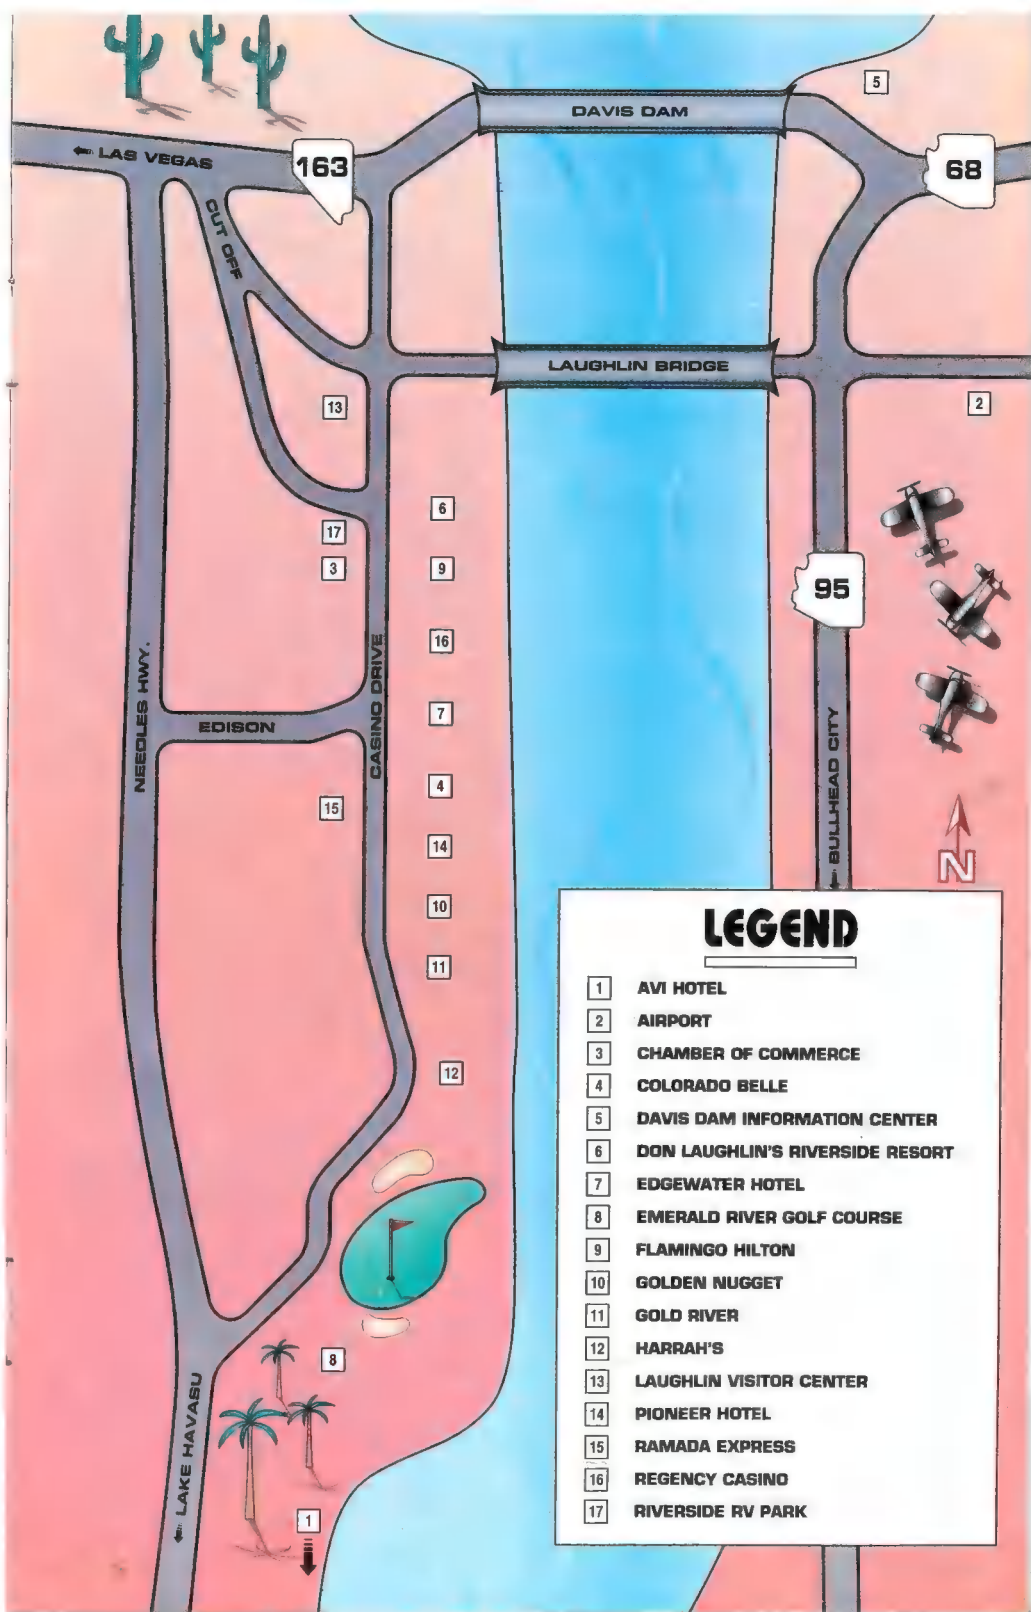 5
DAVIS DAM
← LAS VEGAS
163
68
CUT OFF
LAUGHLIN BRIDGE
13
2
6
17
3
9
95
16
NEEDLES HWY.
CASINO DRIVE
7
EDISON
BULLHEAD CITY
4
15
14
N
10
11
12
8
LAKE HAVASU
1
LEGEND
1 AVI HOTEL
2 AIRPORT
3 CHAMBER OF COMMERCE
4 COLORADO BELLE
5 DAVIS DAM INFORMATION CENTER
6 DON LAUGHLIN'S RIVERSIDE RESORT
7 EDGEWATER HOTEL
8 EMERALD RIVER GOLF COURSE
9 FLAMINGO HILTON
10 GOLDEN NUGGET
11 GOLD RIVER
12 HARRAH'S
13 LAUGHLIN VISITOR CENTER
14 PIONEER HOTEL
15 RAMADA EXPRESS
16 REGENCY CASINO
17 RIVERSIDE RV PARK